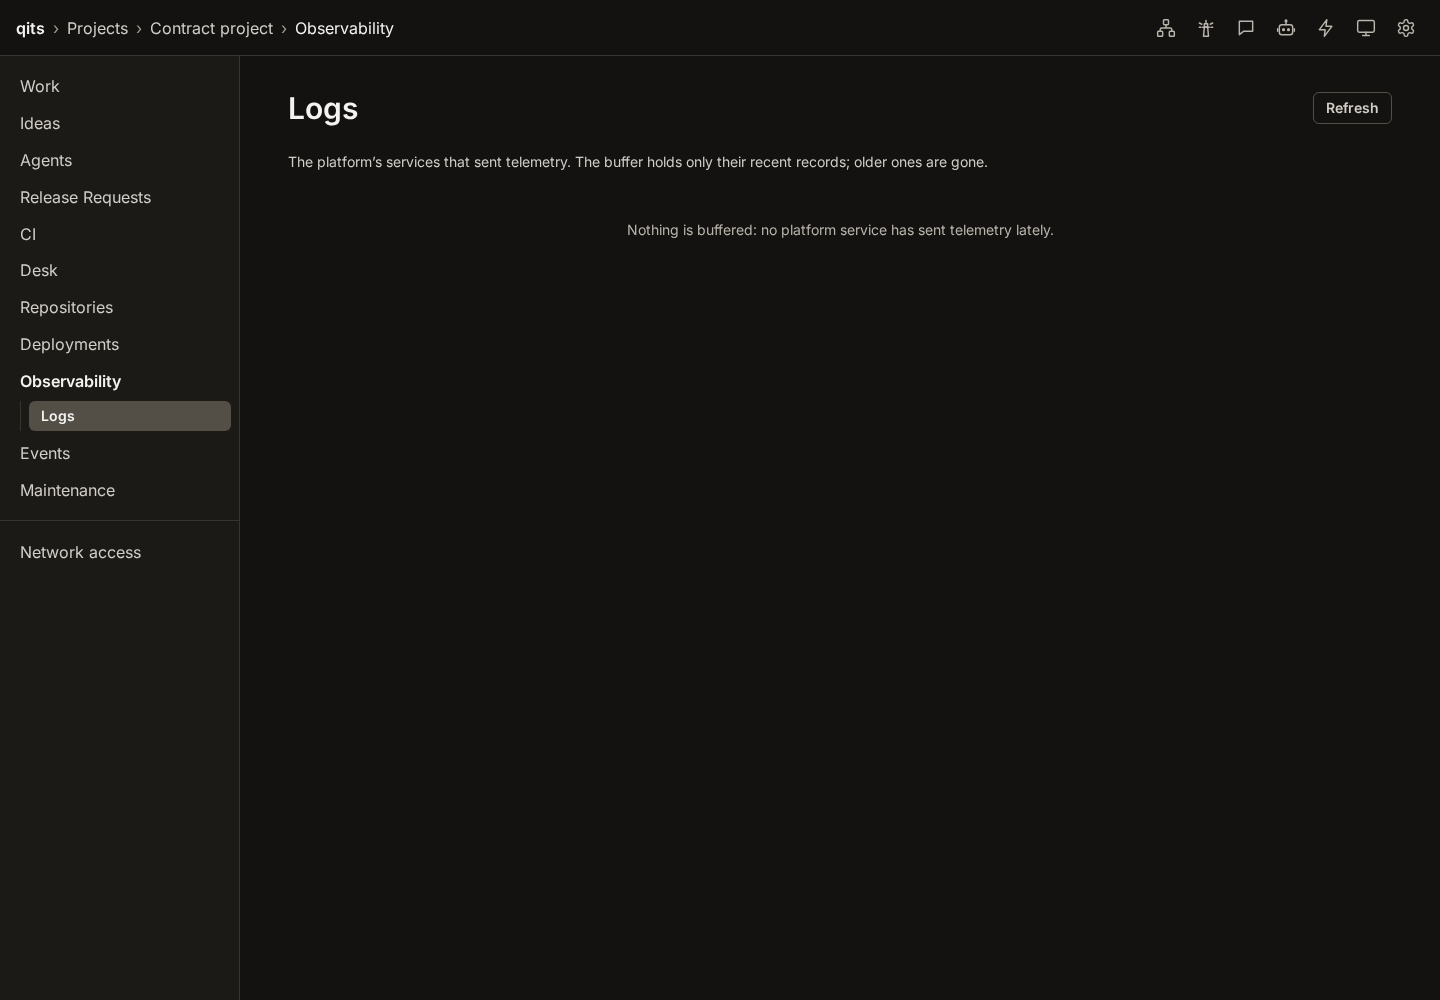 qits › Projects › Contract project › Observability
Work
Ideas
Agents
Release Requests
CI
Desk
Repositories
Deployments
Observability
Logs
Events
Maintenance
Network access
Logs
Refresh
The platform’s services that sent telemetry. The buffer holds only their recent records; older ones are gone.
Nothing is buffered: no platform service has sent telemetry lately.